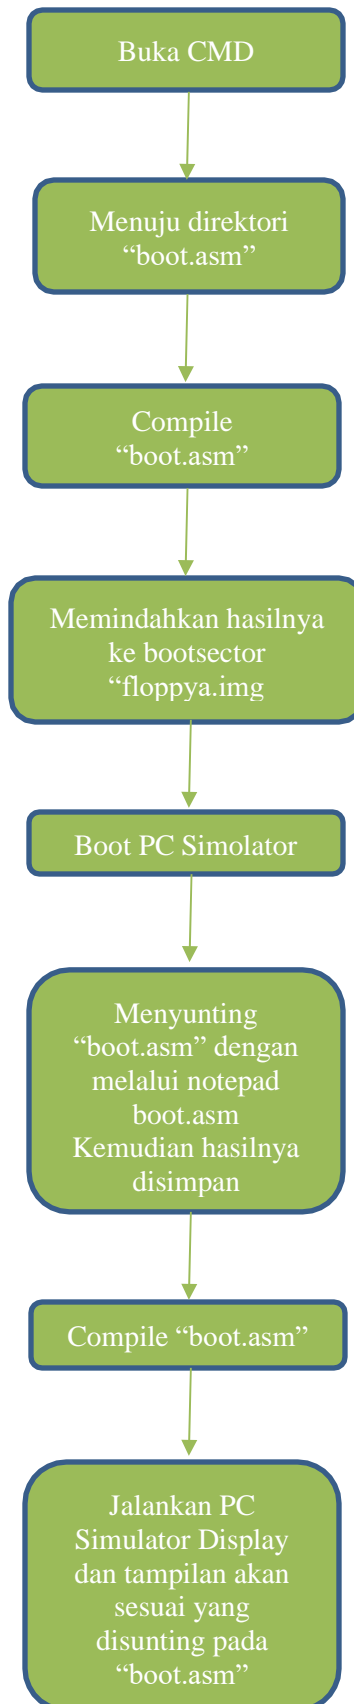 Buka CMD
Menuju direktori
“boot.asm”
Compile
“boot.asm”
Memindahkan hasilnya
ke bootsector
“floppya.img
Boot PC Simolator
Menyunting
“boot.asm” dengan
melalui notepad
boot.asm
Kemudian hasilnya
disimpan
Compile “boot.asm”
Jalankan PC
Simulator Display
dan tampilan akan
sesuai yang
disunting pada
“boot.asm”